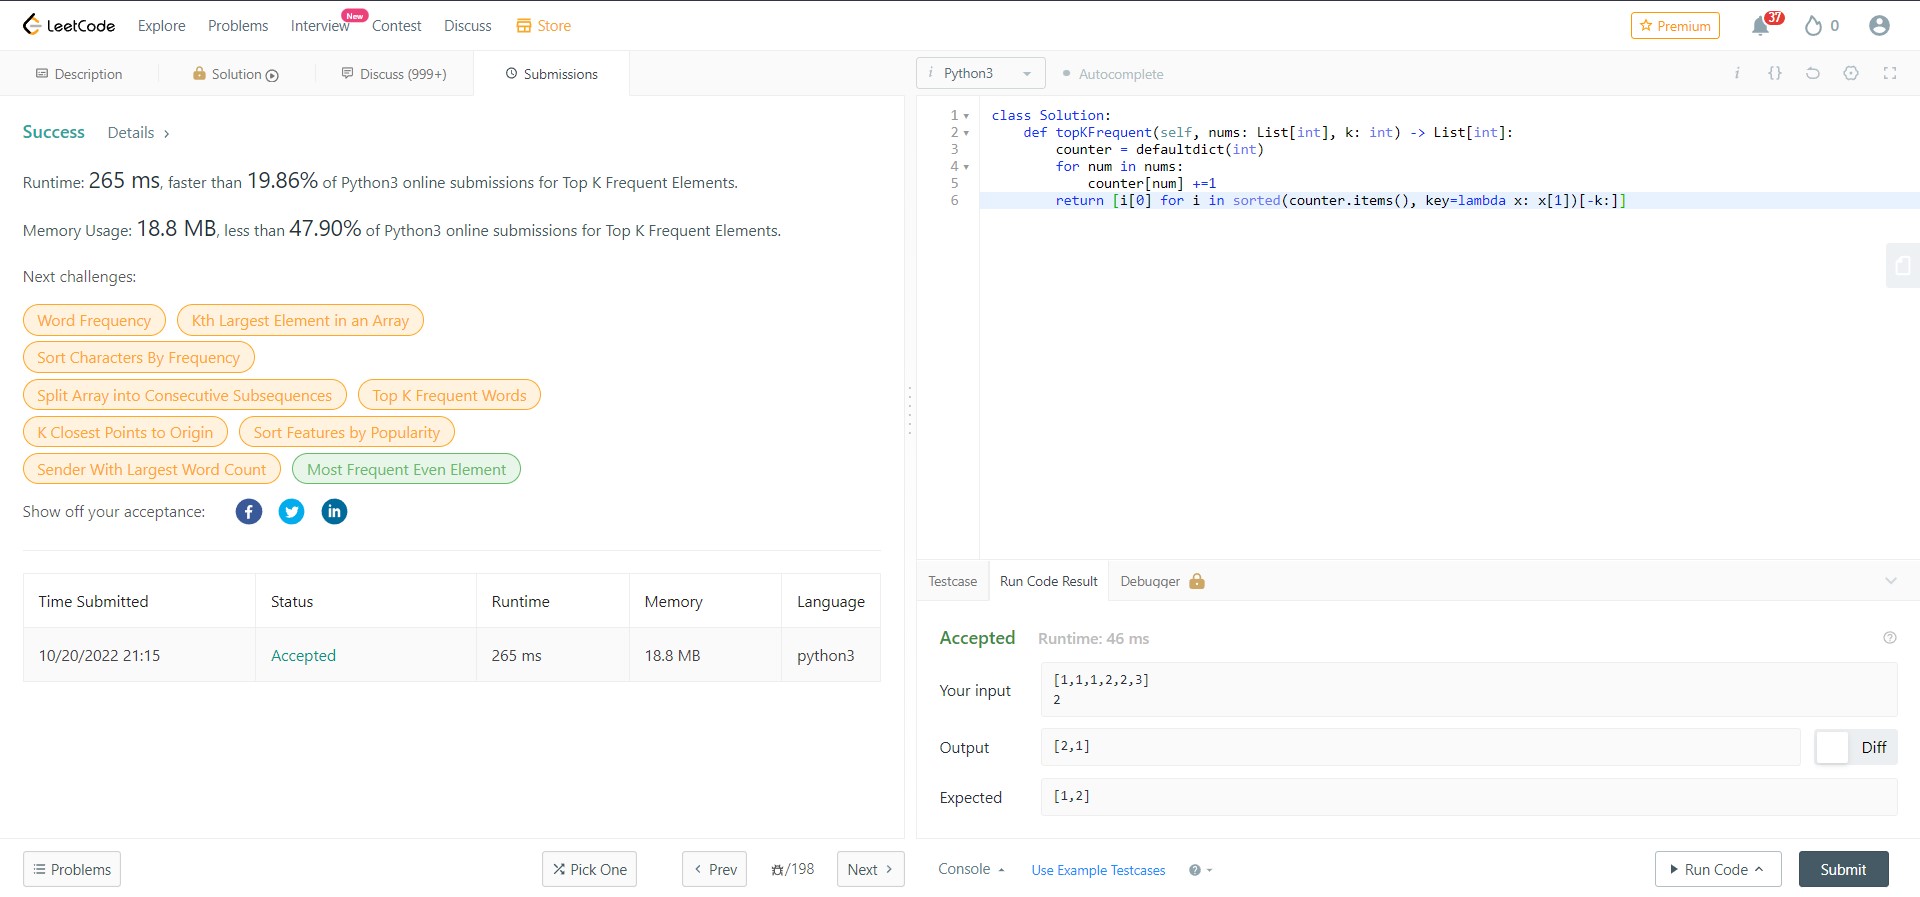 LeetCode Explore Problems Interview New Contest Discuss Store Premium 37 0
Description Solution Discuss (999+) Submissions
i Python3 Autocomplete i {}
Success Details >
Runtime: 265 ms, faster than 19.86% of Python3 online submissions for Top K Frequent Elements.
Memory Usage: 18.8 MB, less than 47.90% of Python3 online submissions for Top K Frequent Elements.
Next challenges:
Word Frequency Kth Largest Element in an Array
Sort Characters By Frequency
Split Array into Consecutive Subsequences Top K Frequent Words
K Closest Points to Origin Sort Features by Popularity
Sender With Largest Word Count Most Frequent Even Element
Show off your acceptance: f in
Time Submitted Status Runtime Memory Language
10/20/2022 21:15 Accepted 265 ms 18.8 MB python3
1 class Solution:
2 def topKFrequent(self, nums: List[int], k: int) -> List[int]:
3 counter = defaultdict(int)
4 for num in nums:
5 counter[num] +=1
6 return [i[0] for i in sorted(counter.items(), key=lambda x: x[1])[-k:]]
Testcase Run Code Result Debugger
Accepted Runtime: 46 ms ?
Your input
[1,1,1,2,2,3]
2
Output [2,1] Diff
Expected [1,2]
Problems Pick One < Prev /198 Next >
Console Use Example Testcases ? Run Code Submit